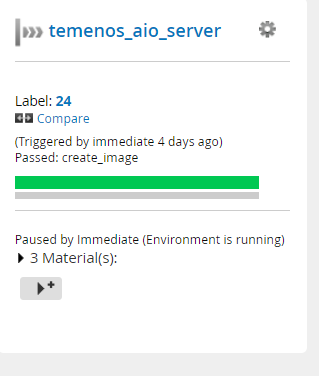 temenos_aio_server
Label: 24
Compare
(Triggered by immediate 4 days ago)
Passed: create_image
Paused by Immediate (Environment is running)
3 Material(s):